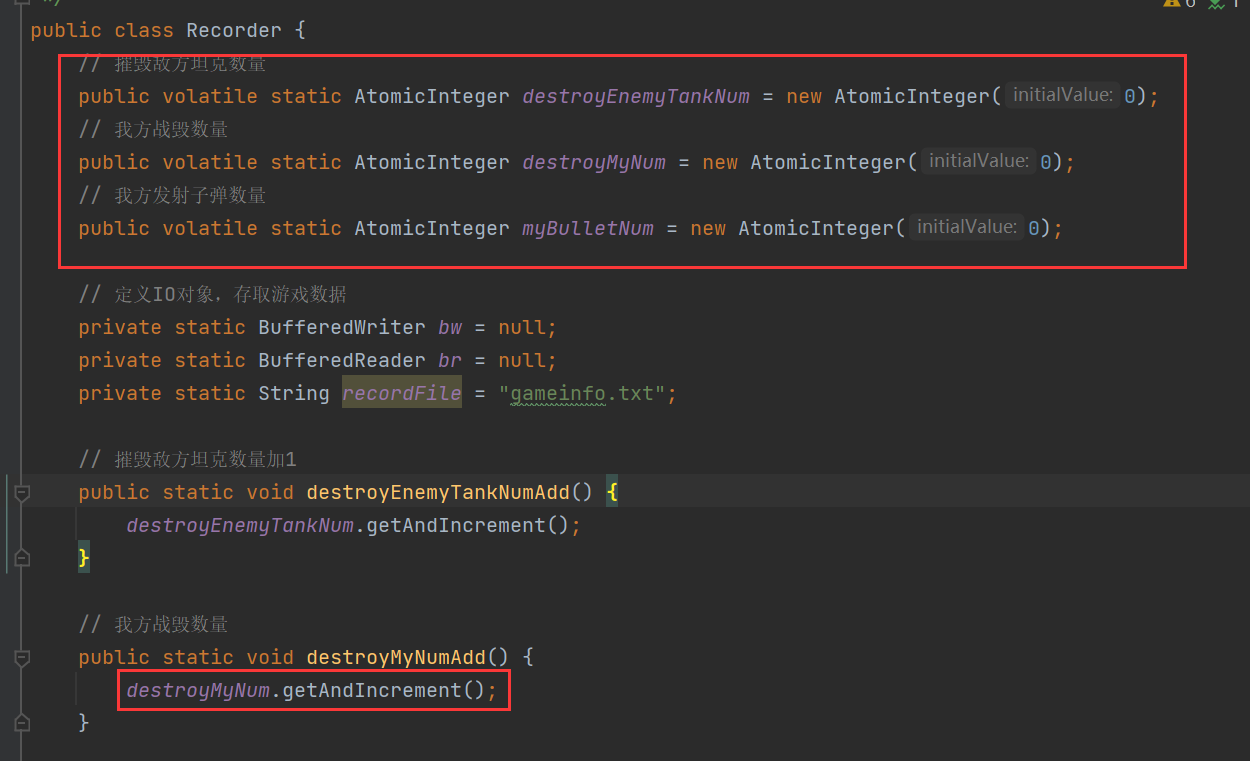 */
6 1
public class Recorder {
// 摧毁敌方坦克数量
public volatile static AtomicInteger destroyEnemyTankNum = new AtomicInteger( initialValue: 0);
// 我方战毁数量
public volatile static AtomicInteger destroyMyNum = new AtomicInteger( initialValue: 0);
// 我方发射子弹数量
public volatile static AtomicInteger myBulletNum = new AtomicInteger( initialValue: 0);
// 定义IO对象，存取游戏数据
private static BufferedWriter bw = null;
private static BufferedReader br = null;
private static String recordFile = "gameinfo.txt";
// 摧毁敌方坦克数量加1
public static void destroyEnemyTankNumAdd() {
destroyEnemyTankNum.getAndIncrement();
}
// 我方战毁数量
public static void destroyMyNumAdd() {
destroyMyNum.getAndIncrement();
}